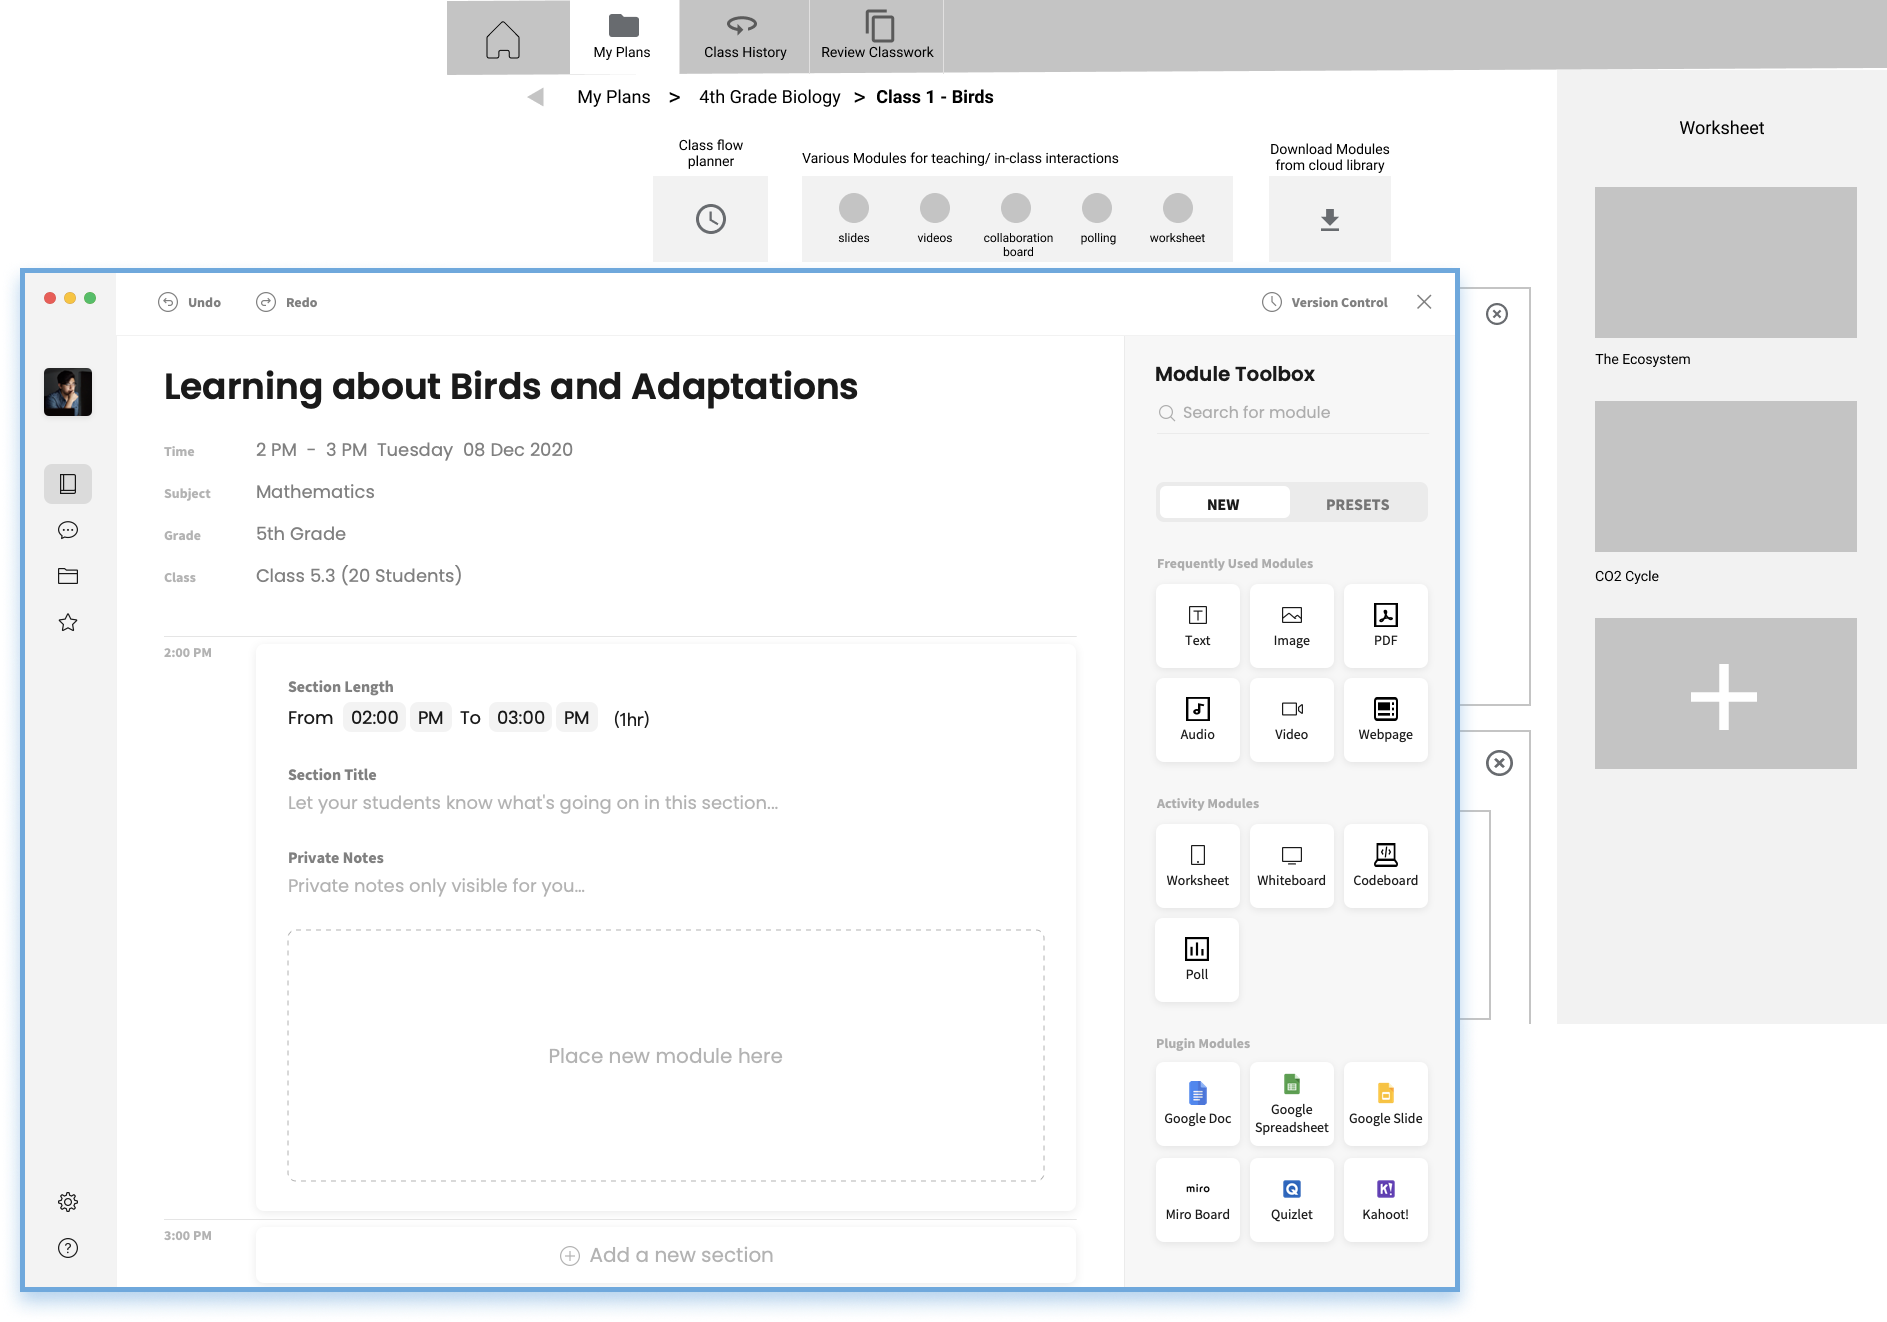 My Plans
Class History
Review Classwork
My Plans > 4th Grade Biology > Class 1 - Birds
Class flow
planner
Various Modules for teaching/ in-class interactions
slides
videos
collaboration
board
polling
worksheet
Download Modules
from cloud library
Worksheet
The Ecosystem
CO2 Cycle
Undo
Redo
Version Control
Learning about Birds and Adaptations
Time 2 PM - 3 PM Tuesday 08 Dec 2020
Subject Mathematics
Grade 5th Grade
Class Class 5.3 (20 Students)
2:00 PM
Section Length
From 02:00 PM To 03:00 PM (1hr)
Section Title
Let your students know what's going on in this section...
Private Notes
Private notes only visible for you...
Place new module here
3:00 PM
Add a new section
Module Toolbox
Search for module
NEW
PRESETS
Frequently Used Modules
T
Text
Image
PDF
Audio
Video
Webpage
Activity Modules
Worksheet
Whiteboard
Codeboard
Poll
Plugin Modules
Google Doc
Google
Spreadsheet
Google Slide
miro
Miro Board
Q
Quizlet
K!
Kahoot!